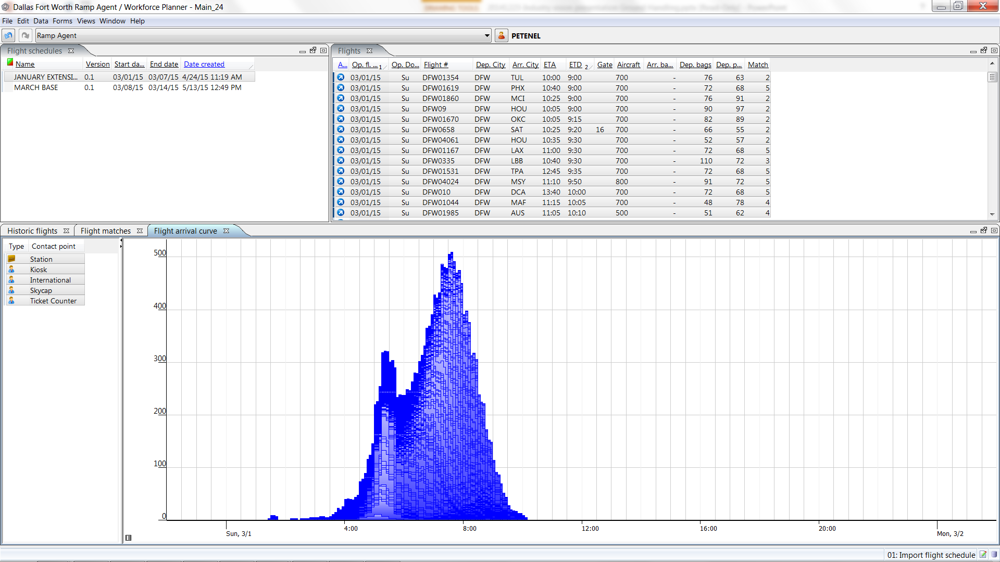 Dallas Fort Worth Ramp Agent / Workforce Planner - Main_24
File Edit Data Forms Views Window Help
Ramp Agent
PETENEL
Flight schedules
Name Version Start da... End date Date created
JANUARY EXTENSI... 0.1 03/01/15 03/07/15 4/24/15 11:19 AM
MARCH BASE 0.1 03/08/15 03/14/15 5/13/15 12:49 PM
Flights
A... Op. fl. ... 1 Op. Do... Flight # Dep. City Arr. City ETA ETD 2 Gate Aircraft Arr. ba... Dep. bags Dep. p... Match
03/01/15 Su DFW01354 DFW TUL 10:00 9:00 700 - 76 63 2
03/01/15 Su DFW01619 DFW PHX 10:40 9:00 700 - 72 68 5
03/01/15 Su DFW01860 DFW MCI 10:25 9:00 700 - 76 91 2
03/01/15 Su DFW09 DFW HOU 10:05 9:00 700 - 90 97 2
03/01/15 Su DFW01670 DFW OKC 10:05 9:15 700 - 82 89 2
03/01/15 Su DFW0658 DFW SAT 10:25 9:20 16 700 - 66 55 2
03/01/15 Su DFW04061 DFW HOU 10:35 9:30 700 - 52 57 2
03/01/15 Su DFW01167 DFW LAX 11:00 9:30 700 - 72 68 5
03/01/15 Su DFW0335 DFW LBB 10:40 9:30 700 - 110 72 3
03/01/15 Su DFW01531 DFW TPA 12:45 9:35 700 - 72 68 5
03/01/15 Su DFW04024 DFW MSY 11:10 9:50 800 - 91 72 5
03/01/15 Su DFW010 DFW DCA 13:40 10:00 700 - 72 68 5
03/01/15 Su DFW01044 DFW MAF 11:15 10:05 700 - 48 78 4
03/01/15 Su DFW01985 DFW AUS 11:05 10:10 500 - 51 62 4
Historic flights Flight matches Flight arrival curve
Type Contact point
Station
Kiosk
International
Skycap
Ticket Counter
500
400
300
200
100
0
4:00 8:00 12:00 16:00 20:00
Sun, 3/1 Mon, 3/2
01: Import flight schedule